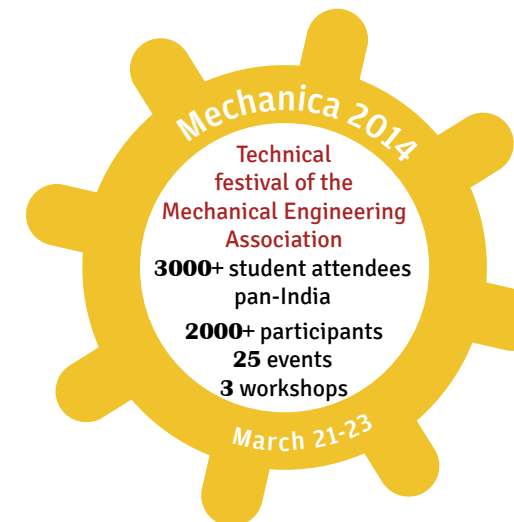 Mechanica 2014
Technical
festival of the
Mechanical Engineering
Association
3000+ student attendees
pan-India
2000+ participants
25 events
3 workshops
March 21-23